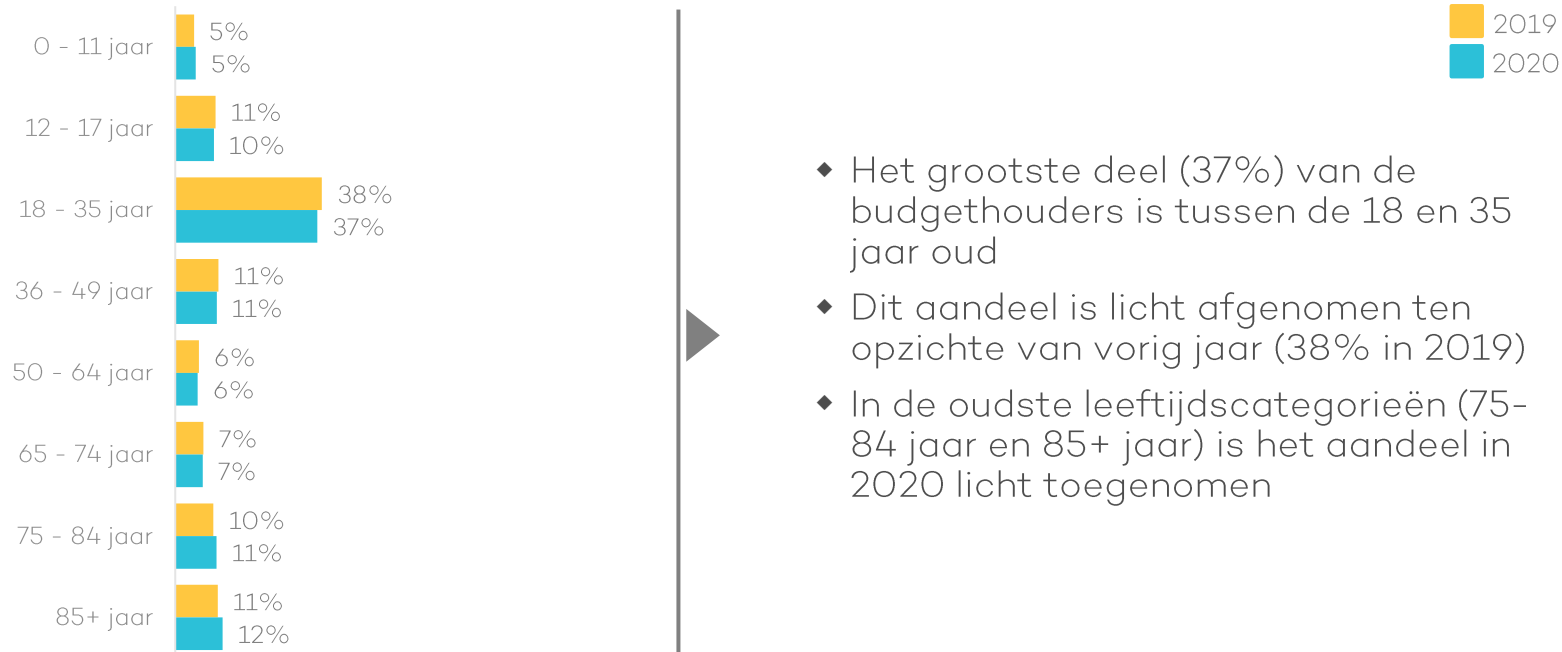 0 - 11 jaar
5%
5%
12 - 17 jaar
11%
10%
18 - 35 jaar
38%
37%
36 - 49 jaar
11%
11%
50 - 64 jaar
6%
6%
65 - 74 jaar
7%
7%
75 - 84 jaar
10%
11%
85+ jaar
11%
12%
2019
2020
◆ Het grootste deel (37%) van de
budgethouders is tussen de 18 en 35
jaar oud
◆ Dit aandeel is licht afgenomen ten
opzichte van vorig jaar (38% in 2019)
◆ In de oudste leeftijdscategorieën (75-
84 jaar en 85+ jaar) is het aandeel in
2020 licht toegenomen